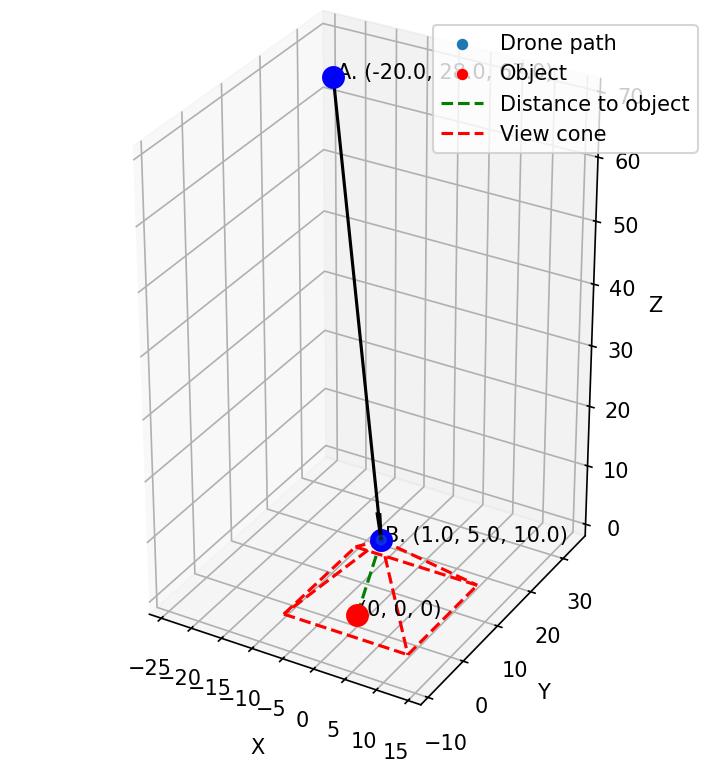 Drone path
Object
Distance to object
View cone
A. (-20.0, 28.0,
70
60
50
40
30
20
10
0
Z
B. (1.0, 5.0, 10.0)
(0, 0, 0)
−25
−20
−15
−10
−5
0
5
10
15
X
−10
0
10
20
30
Y